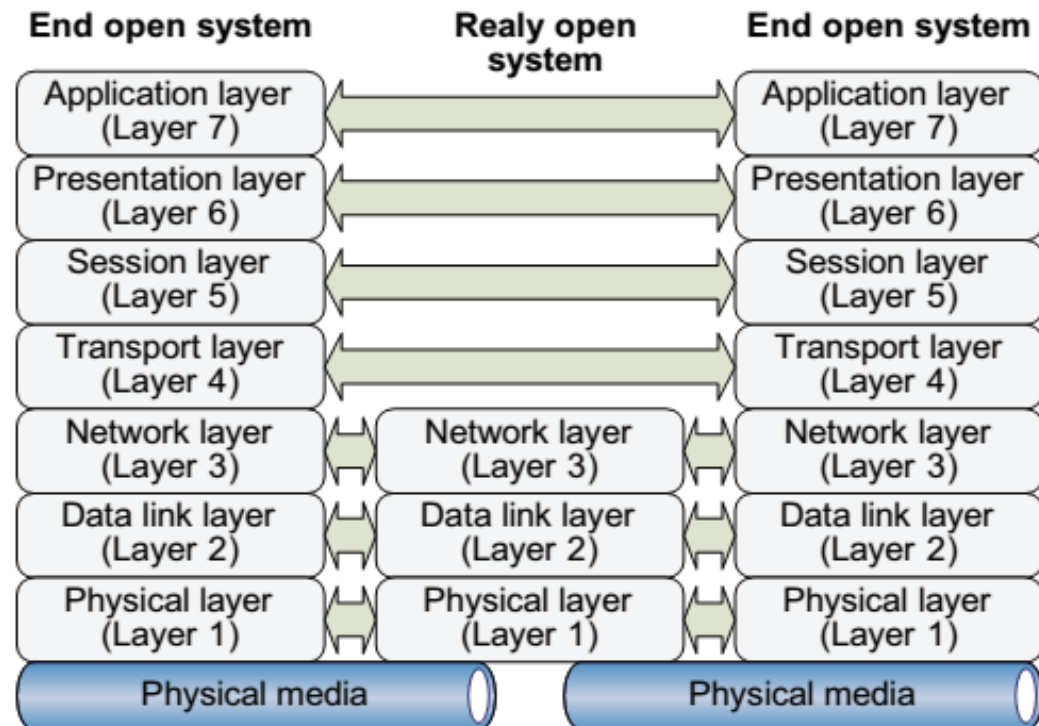 End open system
Realy open
system
End open system
Application layer
(Layer 7)
Application layer
(Layer 7)
Presentation layer
(Layer 6)
Presentation layer
(Layer 6)
Session layer
(Layer 5)
Session layer
(Layer 5)
Transport layer
(Layer 4)
Transport layer
(Layer 4)
Network layer
(Layer 3)
Network layer
(Layer 3)
Network layer
(Layer 3)
Data link layer
(Layer 2)
Data link layer
(Layer 2)
Data link layer
(Layer 2)
Physical layer
(Layer 1)
Physical layer
(Layer 1)
Physical layer
(Layer 1)
Physical media
Physical media